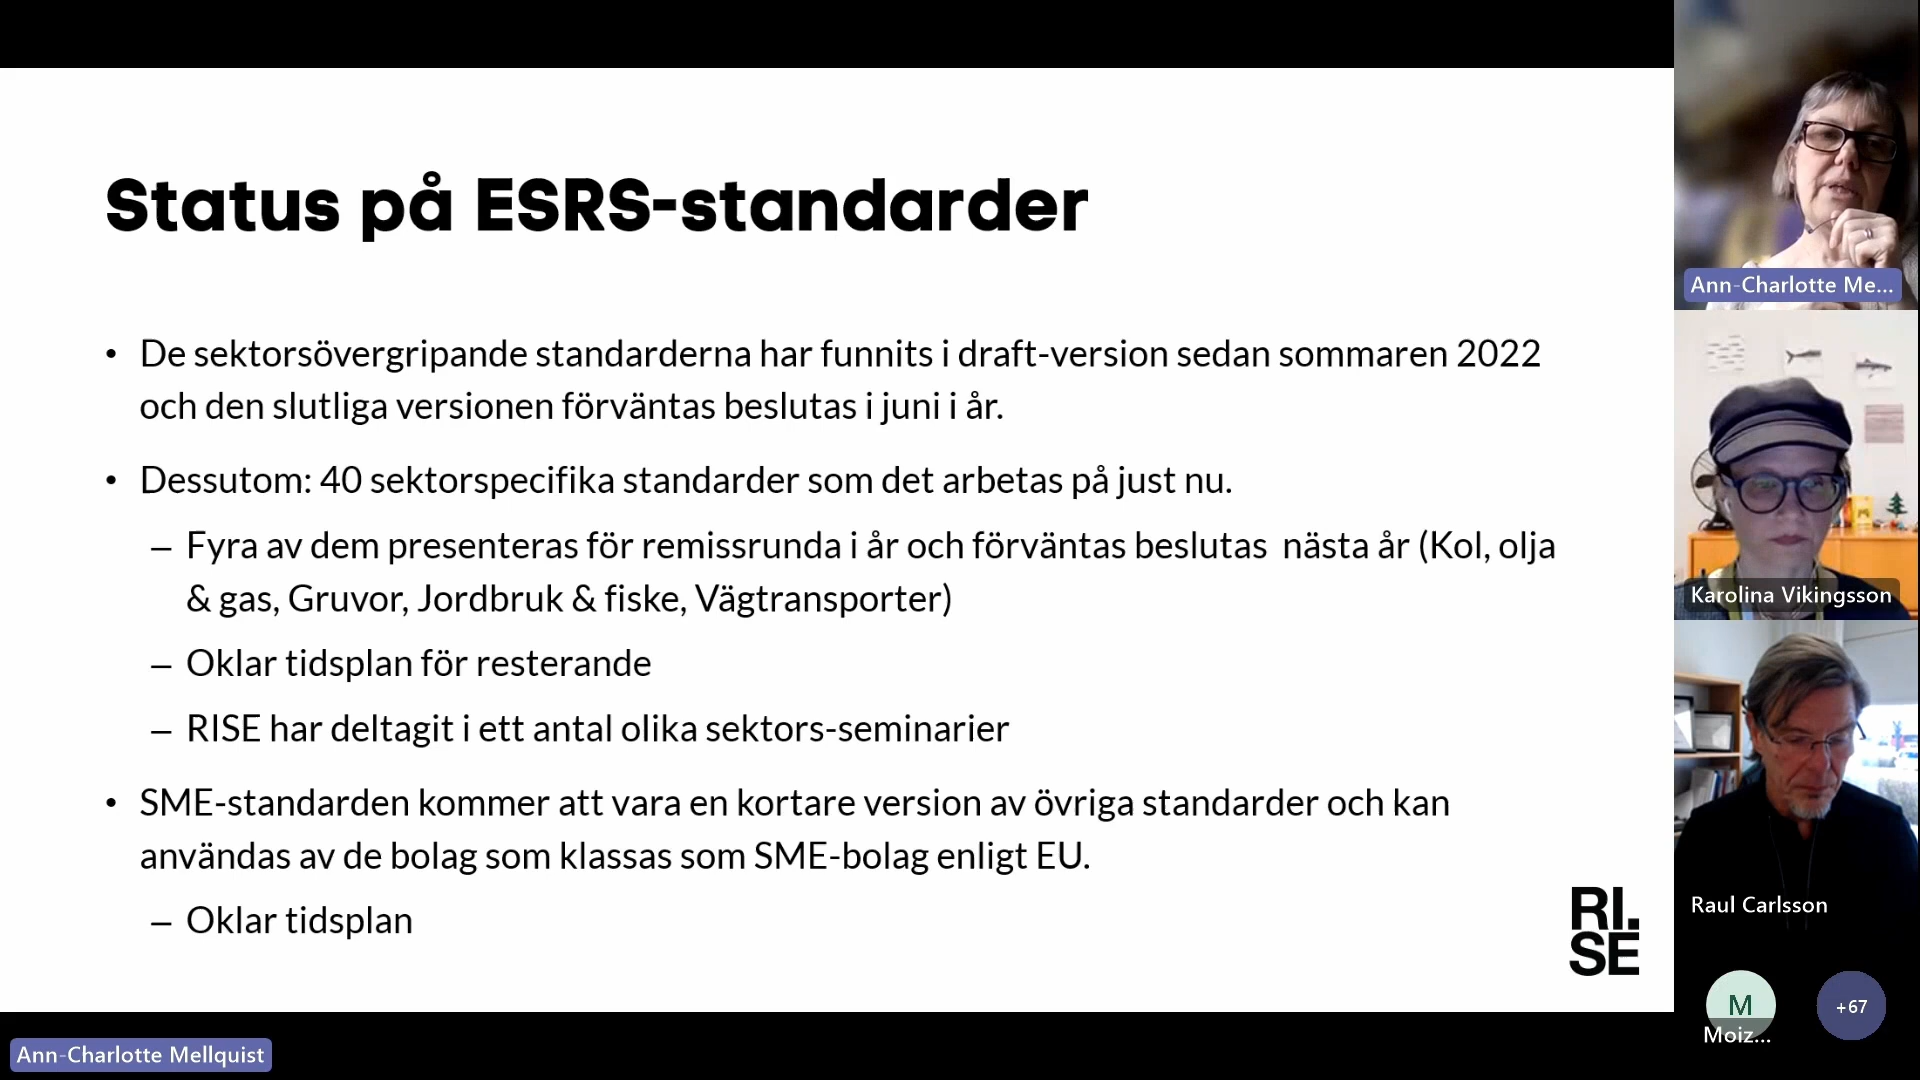 Status på ESRS-standarder
• De sektorsövergripande standarderna har funnits i draft-version sedan sommaren 2022
och den slutliga versionen förväntas beslutas i juni i år.
• Dessutom: 40 sektorspecifika standarder som det arbetas på just nu.
– Fyra av dem presenteras för remissrunda i år och förväntas beslutas  nästa år (Kol, olja
& gas, Gruvor, Jordbruk & fiske, Vägtransporter)
– Oklar tidsplan för resterande
– RISE har deltagit i ett antal olika sektors-seminarier
• SME-standarden kommer att vara en kortare version av övriga standarder och kan
användas av de bolag som klassas som SME-bolag enligt EU.
– Oklar tidsplan
RI.
SE
Ann-Charlotte Mellquist
Ann-Charlotte Me...
Karolina Vikingsson
Raul Carlsson
M
Moiz...
+67